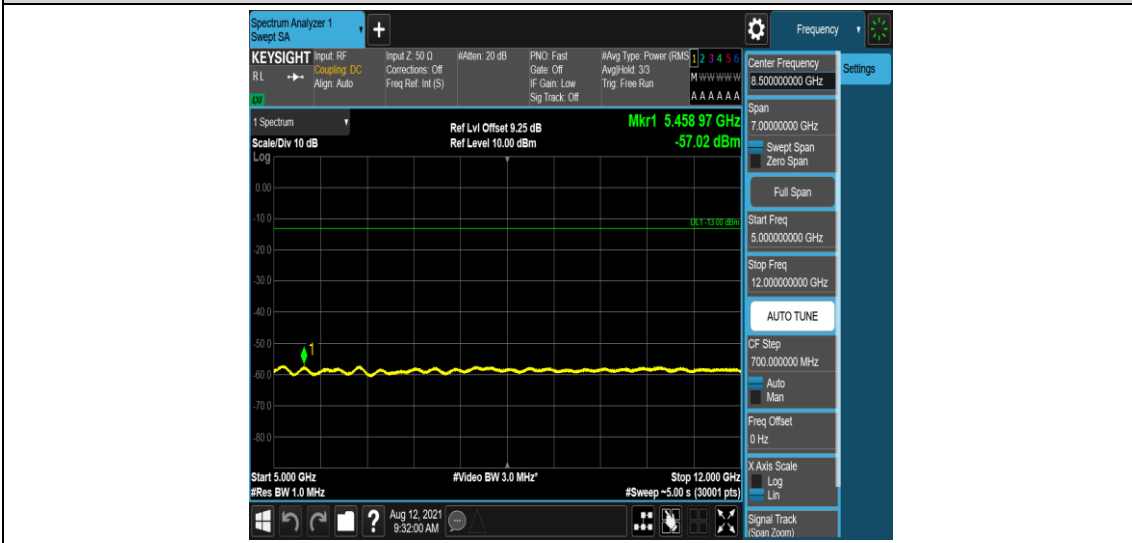 Spectrum Analyzer 1
Swept SA
Frequency
KEYSIGHT
RL
LXI
Input: RF
Coupling: DC
Align: Auto
Input Z: 50 Ω
Corrections: Off
Freq Ref: Int (S)
#Atten: 20 dB
PNO: Fast
Gate: Off
IF Gain: Low
Sig Track: Off
#Avg Type: Power (RMS
Avg|Hold: 3/3
Trig: Free Run
1 2 3 4 5 6
M W W W W W
A A A A A A
1 Spectrum
Scale/Div 10 dB
Ref Lvl Offset 9.25 dB
Ref Level 10.00 dBm
Mkr1 5.458 97 GHz
-57.02 dBm
Log
0.00
DL1 -13.00 dBm
-10.0
-20.0
-30.0
-40.0
-50.0
1
-60.0
-70.0
-80.0
Start 5.000 GHz
#Video BW 3.0 MHz*
Stop 12.000 GHz
#Res BW 1.0 MHz
#Sweep ~5.00 s (30001 pts)
?
Aug 12, 2021
9:32:00 AM
Center Frequency
8.500000000 GHz
Settings
Span
7.00000000 GHz
Swept Span
Zero Span
Full Span
Start Freq
5.000000000 GHz
Stop Freq
12.000000000 GHz
AUTO TUNE
CF Step
700.000000 MHz
Auto
Man
Freq Offset
0 Hz
X Axis Scale
Log
Lin
Signal Track
(Span Zoom)